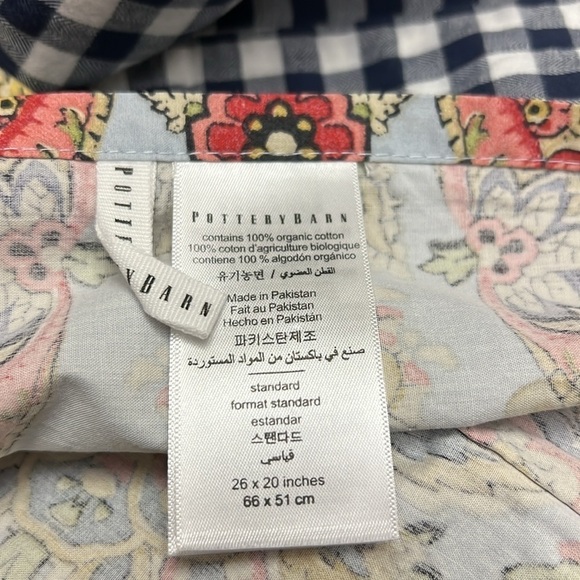 POTTERY BARN
contains 100% organic cotton
100% coton d'agriculture biologique
contiene 100% algodón orgánico
유기농면 / القطن العضوي
Made in Pakistan
Fait au Pakistan
Hecho en Pakistán
파키스탄제조
صنع في باكستان من المواد المستوردة
standard
format standard
estandar
스탠다드
قياسي
26 x 20 inches
66 x 51 cm
POTT
YBARN